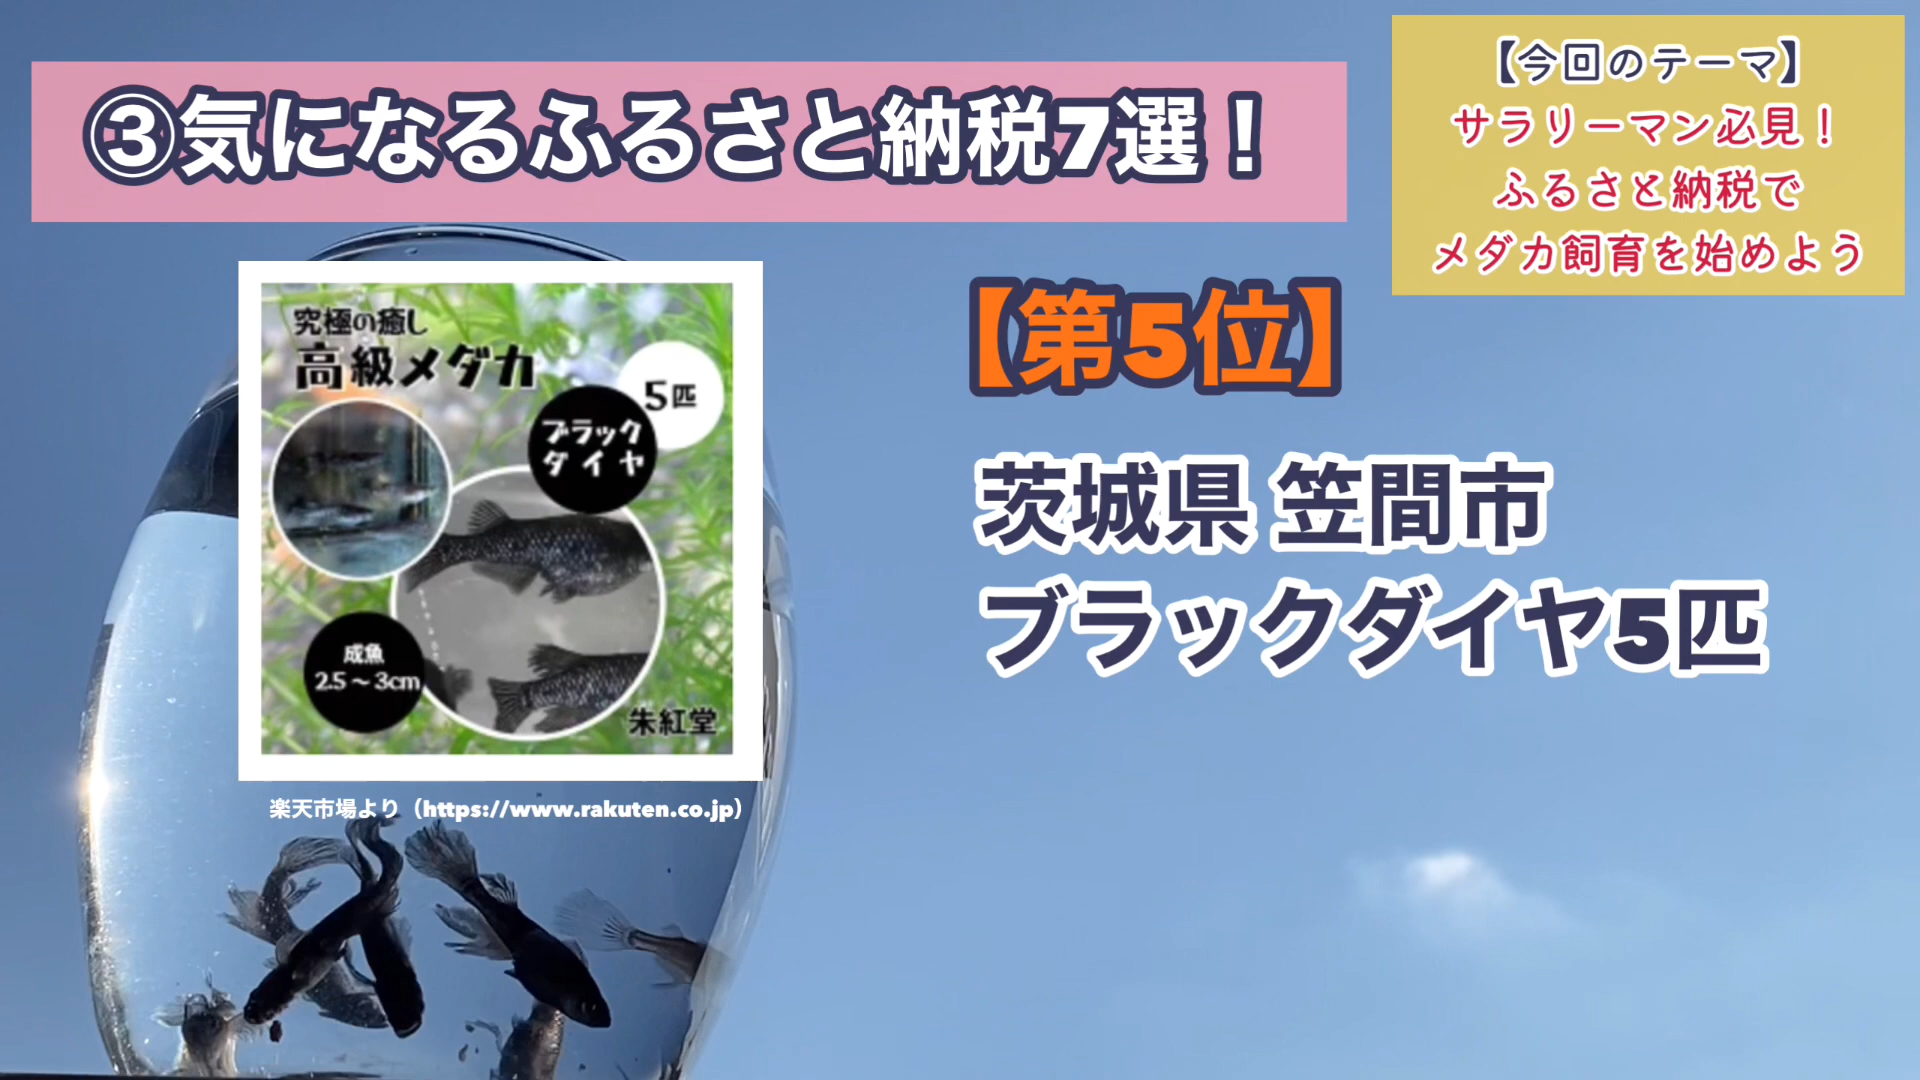 ③気になるふるさと納税7選！
【今回のテーマ】
サラリーマン必見！
ふるさと納税で
メダカ飼育を始めよう
究極の癒し
高級メダカ
5匹
ブラック
ダイヤ
成魚
2.5～3cm
朱紅堂
楽天市場より（https://www.rakuten.co.jp）
【第5位】
茨城県 笠間市
ブラックダイヤ5匹